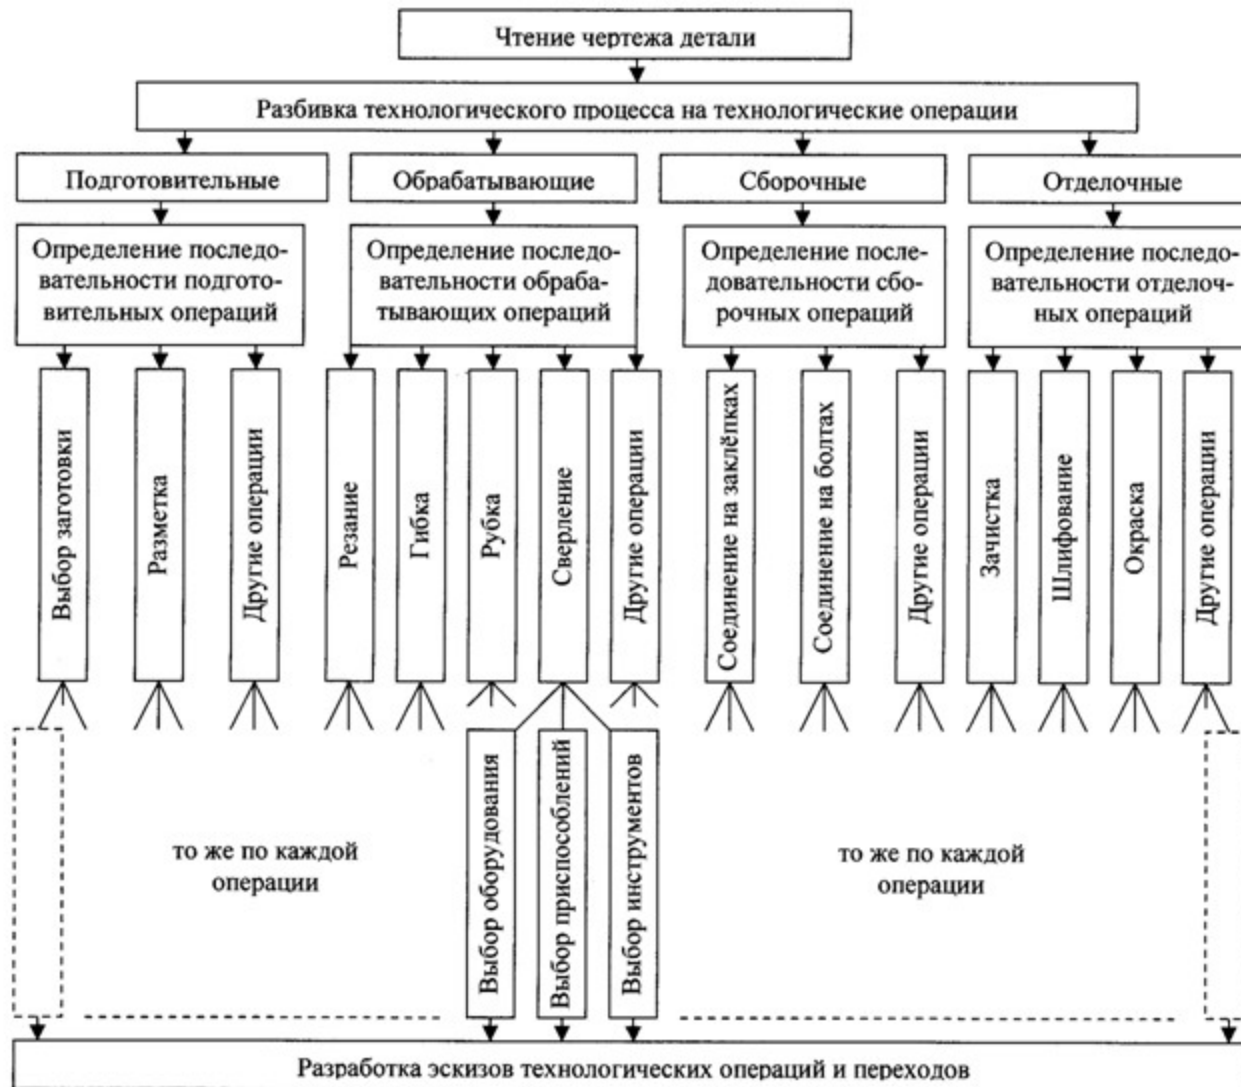 Чтение чертежа детали
Разбивка технологического процесса на технологические операции
Подготовительные
Обрабатывающие
Сборочные
Отделочные
Определение последо-
вательности подгото-
вительных операций
Определение последо-
вательности обраба-
тывающих операций
Определение после-
довательности сбо-
рочных операций
Определение последо-
вательности отделоч-
ных операций
Выбор заготовки
Разметка
Другие операции
Резание
Гибка
Рубка
Сверление
Другие операции
Соединение на заклёпках
Соединение на болтах
Другие операции
Зачистка
Шлифование
Окраска
Другие операции
то же по каждой
операции
Выбор оборудования
Выбор приспособлений
Выбор инструментов
то же по каждой
операции
Разработка эскизов технологических операций и переходов